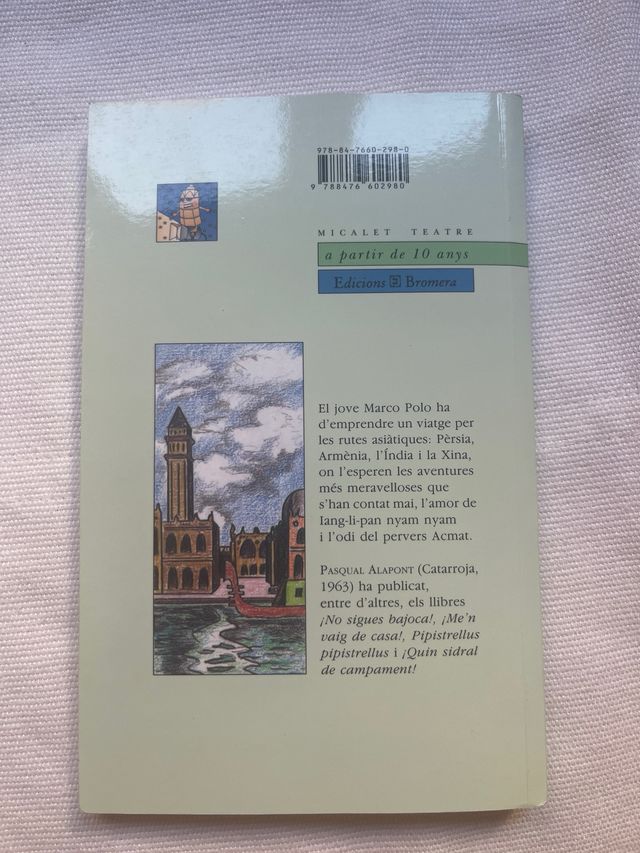 978-84-7660-298-0
9 788476 602980
MICALET TEATRE
a partir de 10 anys
Edicions Bromera
El jove Marco Polo ha
d'emprendre un viatge per
les rutes asiàtiques: Pèrsia,
Armènia, l'Índia i la Xina,
on l'esperen les aventures
més meravelloses que
s'han contat mai, l'amor de
Iang-li-pan nyam nyam
i l'odi del pervers Acmat.
PASQUAL ALAPONT (Catarroja,
1963) ha publicat,
entre d'altres, els llibres
¡No sigues bajoca!, ¡Me'n
vaig de casa!, Pipistrellus
pipistrellus i ¡Quin sidral
de campament!